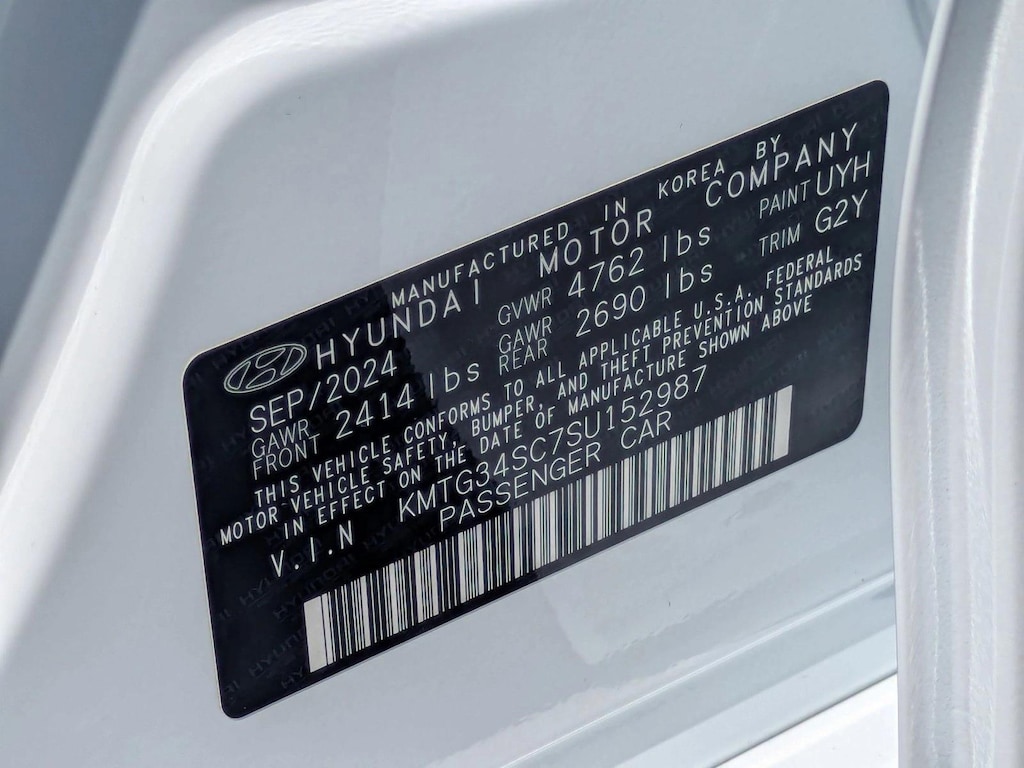 MANUFACTURED IN KOREA BY
HYUNDAI MOTOR COMPANY
SEP/2024 GVWR 4762 lbs PAINT UYH
GAWR FRONT 2414 lbs GAWR REAR 2690 lbs TRIM G2Y
THIS VEHICLE CONFORMS TO ALL APPLICABLE U.S.A. FEDERAL
MOTOR VEHICLE SAFETY, BUMPER, AND THEFT PREVENTION STANDARDS
IN EFFECT ON THE DATE OF MANUFACTURE SHOWN ABOVE
V.I.N KMTG34SC7SU152987
PASSENGER CAR